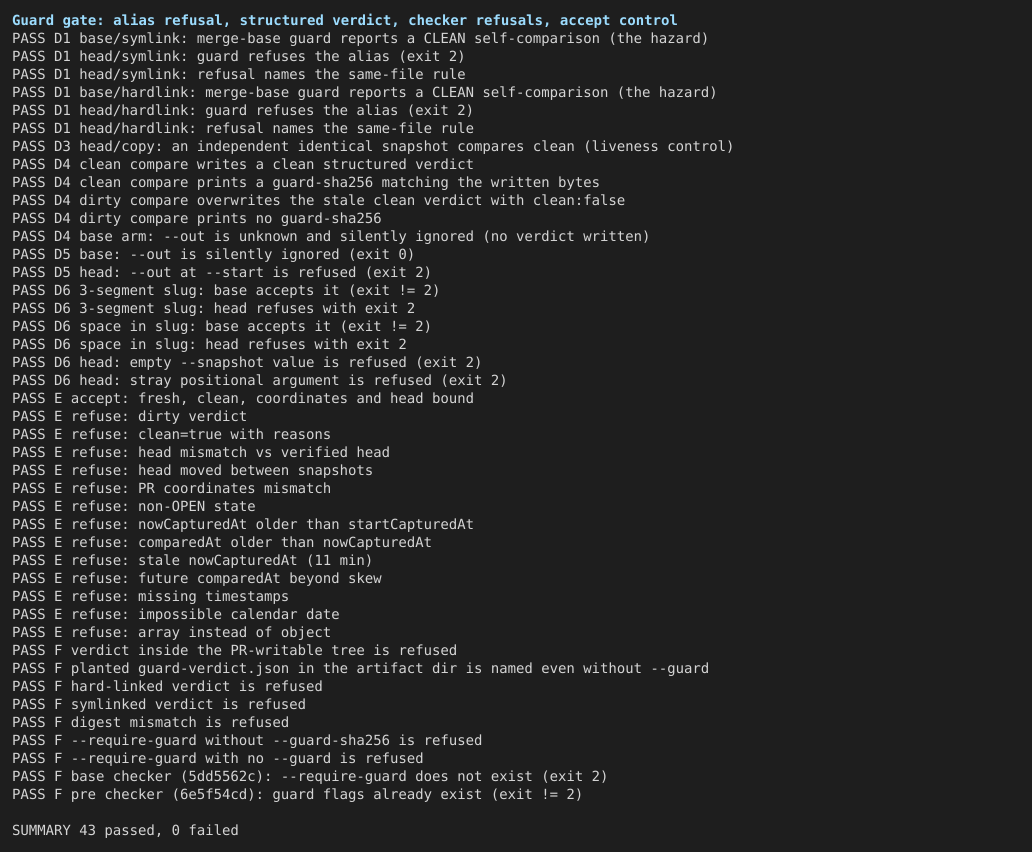 Guard gate: alias refusal, structured verdict, checker refusals, accept control
PASS D1 base/symlink: merge-base guard reports a CLEAN self-comparison (the hazard)
PASS D1 head/symlink: guard refuses the alias (exit 2)
PASS D1 head/symlink: refusal names the same-file rule
PASS D1 base/hardlink: merge-base guard reports a CLEAN self-comparison (the hazard)
PASS D1 head/hardlink: guard refuses the alias (exit 2)
PASS D1 head/hardlink: refusal names the same-file rule
PASS D3 head/copy: an independent identical snapshot compares clean (liveness control)
PASS D4 clean compare writes a clean structured verdict
PASS D4 clean compare prints a guard-sha256 matching the written bytes
PASS D4 dirty compare overwrites the stale clean verdict with clean:false
PASS D4 dirty compare prints no guard-sha256
PASS D4 base arm: --out is unknown and silently ignored (no verdict written)
PASS D5 base: --out is silently ignored (exit 0)
PASS D5 head: --out at --start is refused (exit 2)
PASS D6 3-segment slug: base accepts it (exit != 2)
PASS D6 3-segment slug: head refuses with exit 2
PASS D6 space in slug: base accepts it (exit != 2)
PASS D6 space in slug: head refuses with exit 2
PASS D6 head: empty --snapshot value is refused (exit 2)
PASS D6 head: stray positional argument is refused (exit 2)
PASS E accept: fresh, clean, coordinates and head bound
PASS E refuse: dirty verdict
PASS E refuse: clean=true with reasons
PASS E refuse: head mismatch vs verified head
PASS E refuse: head moved between snapshots
PASS E refuse: PR coordinates mismatch
PASS E refuse: non-OPEN state
PASS E refuse: nowCapturedAt older than startCapturedAt
PASS E refuse: comparedAt older than nowCapturedAt
PASS E refuse: stale nowCapturedAt (11 min)
PASS E refuse: future comparedAt beyond skew
PASS E refuse: missing timestamps
PASS E refuse: impossible calendar date
PASS E refuse: array instead of object
PASS F verdict inside the PR-writable tree is refused
PASS F planted guard-verdict.json in the artifact dir is named even without --guard
PASS F hard-linked verdict is refused
PASS F symlinked verdict is refused
PASS F digest mismatch is refused
PASS F --require-guard without --guard-sha256 is refused
PASS F --require-guard with no --guard is refused
PASS F base checker (5dd5562c): --require-guard does not exist (exit 2)
PASS F pre checker (6e5f54cd): guard flags already exist (exit != 2)
SUMMARY 43 passed, 0 failed